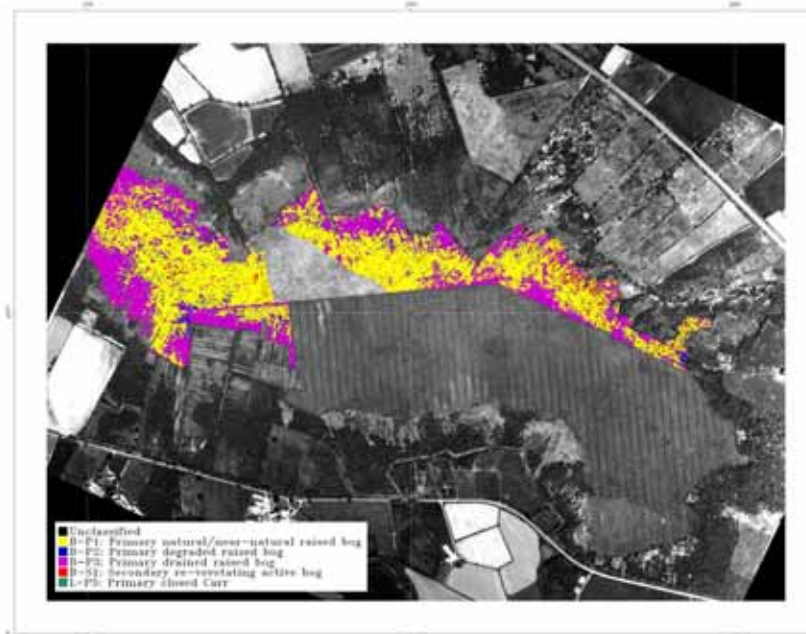 Unclassified
B-P1: Primary natural/near-natural raised bog
B-P2: Primary degraded raised bog
B-P3: Primary drained raised bog
B-S1: Secondary re-vegetating active bog
L-P5: Primary closed Carr